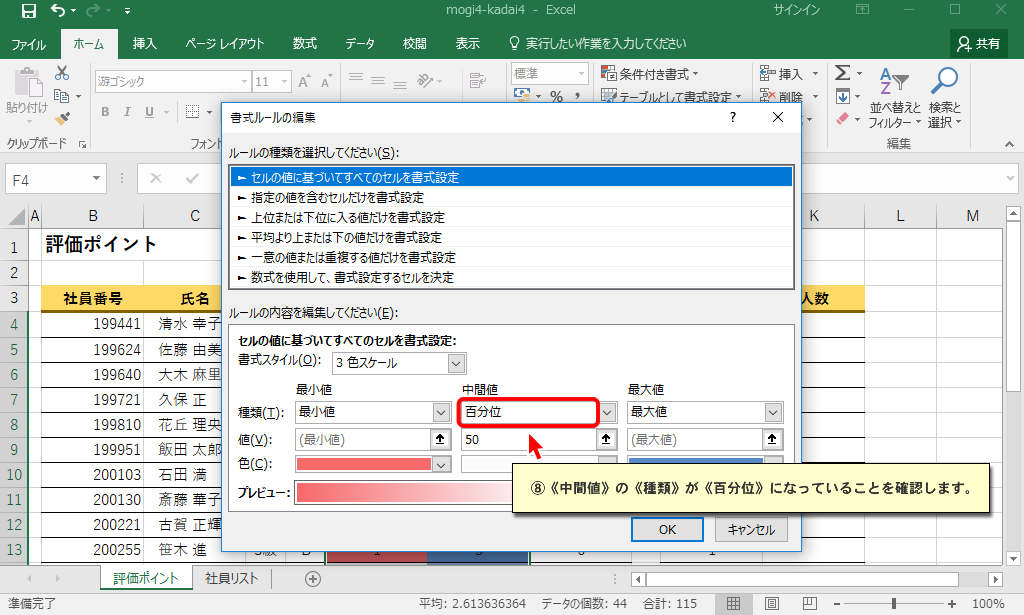 mogi4-kadai4 - Excel
サインイン
ファイル ホーム 挿入 ページ レイアウト 数式 データ 校閲 表示 実行したい作業を入力してください 共有
貼り付け
游ゴシック 11
標準
条件付き書式
挿入
Σ
B I U
% ,
テーブルとして書式設定
削除
並べ替えと フィルター
検索と 選択
クリップボード
フォント
編集
F4
書式ルールの編集 ?
ルールの種類を選択してください(S):
► セルの値に基づいてすべてのセルを書式設定
► 指定の値を含むセルだけを書式設定
► 上位または下位に入る値だけを書式設定
► 平均より上または下の値だけを書式設定
► 一意の値または重複する値だけを書式設定
► 数式を使用して、書式設定するセルを決定
ルールの内容を編集してください(E):
セルの値に基づいてすべてのセルを書式設定:
書式スタイル(O): 3 色スケール
最小値 中間値 最大値
種類(T): 最小値 百分位 最大値
値(V): (最小値) 50 (最大値)
色(C):
プレビュー:
⑧《中間値》の《種類》が《百分位》になっていることを確認します。
OK キャンセル
A B C K L M
1 評価ポイント
2
3 社員番号 氏名 人数
4 199441 清水 幸子
5 199624 佐藤 由美
6 199640 大木 麻里
7 199721 久保 正
8 199810 花丘 理央
9 199951 飯田 太郎
10 200103 石田 満
11 200130 斎藤 華子
12 200221 古賀 正輝
13 200255 笹木 進
評価ポイント 社員リスト
準備完了 平均: 2.613636364 データの個数: 44 合計: 115 100%